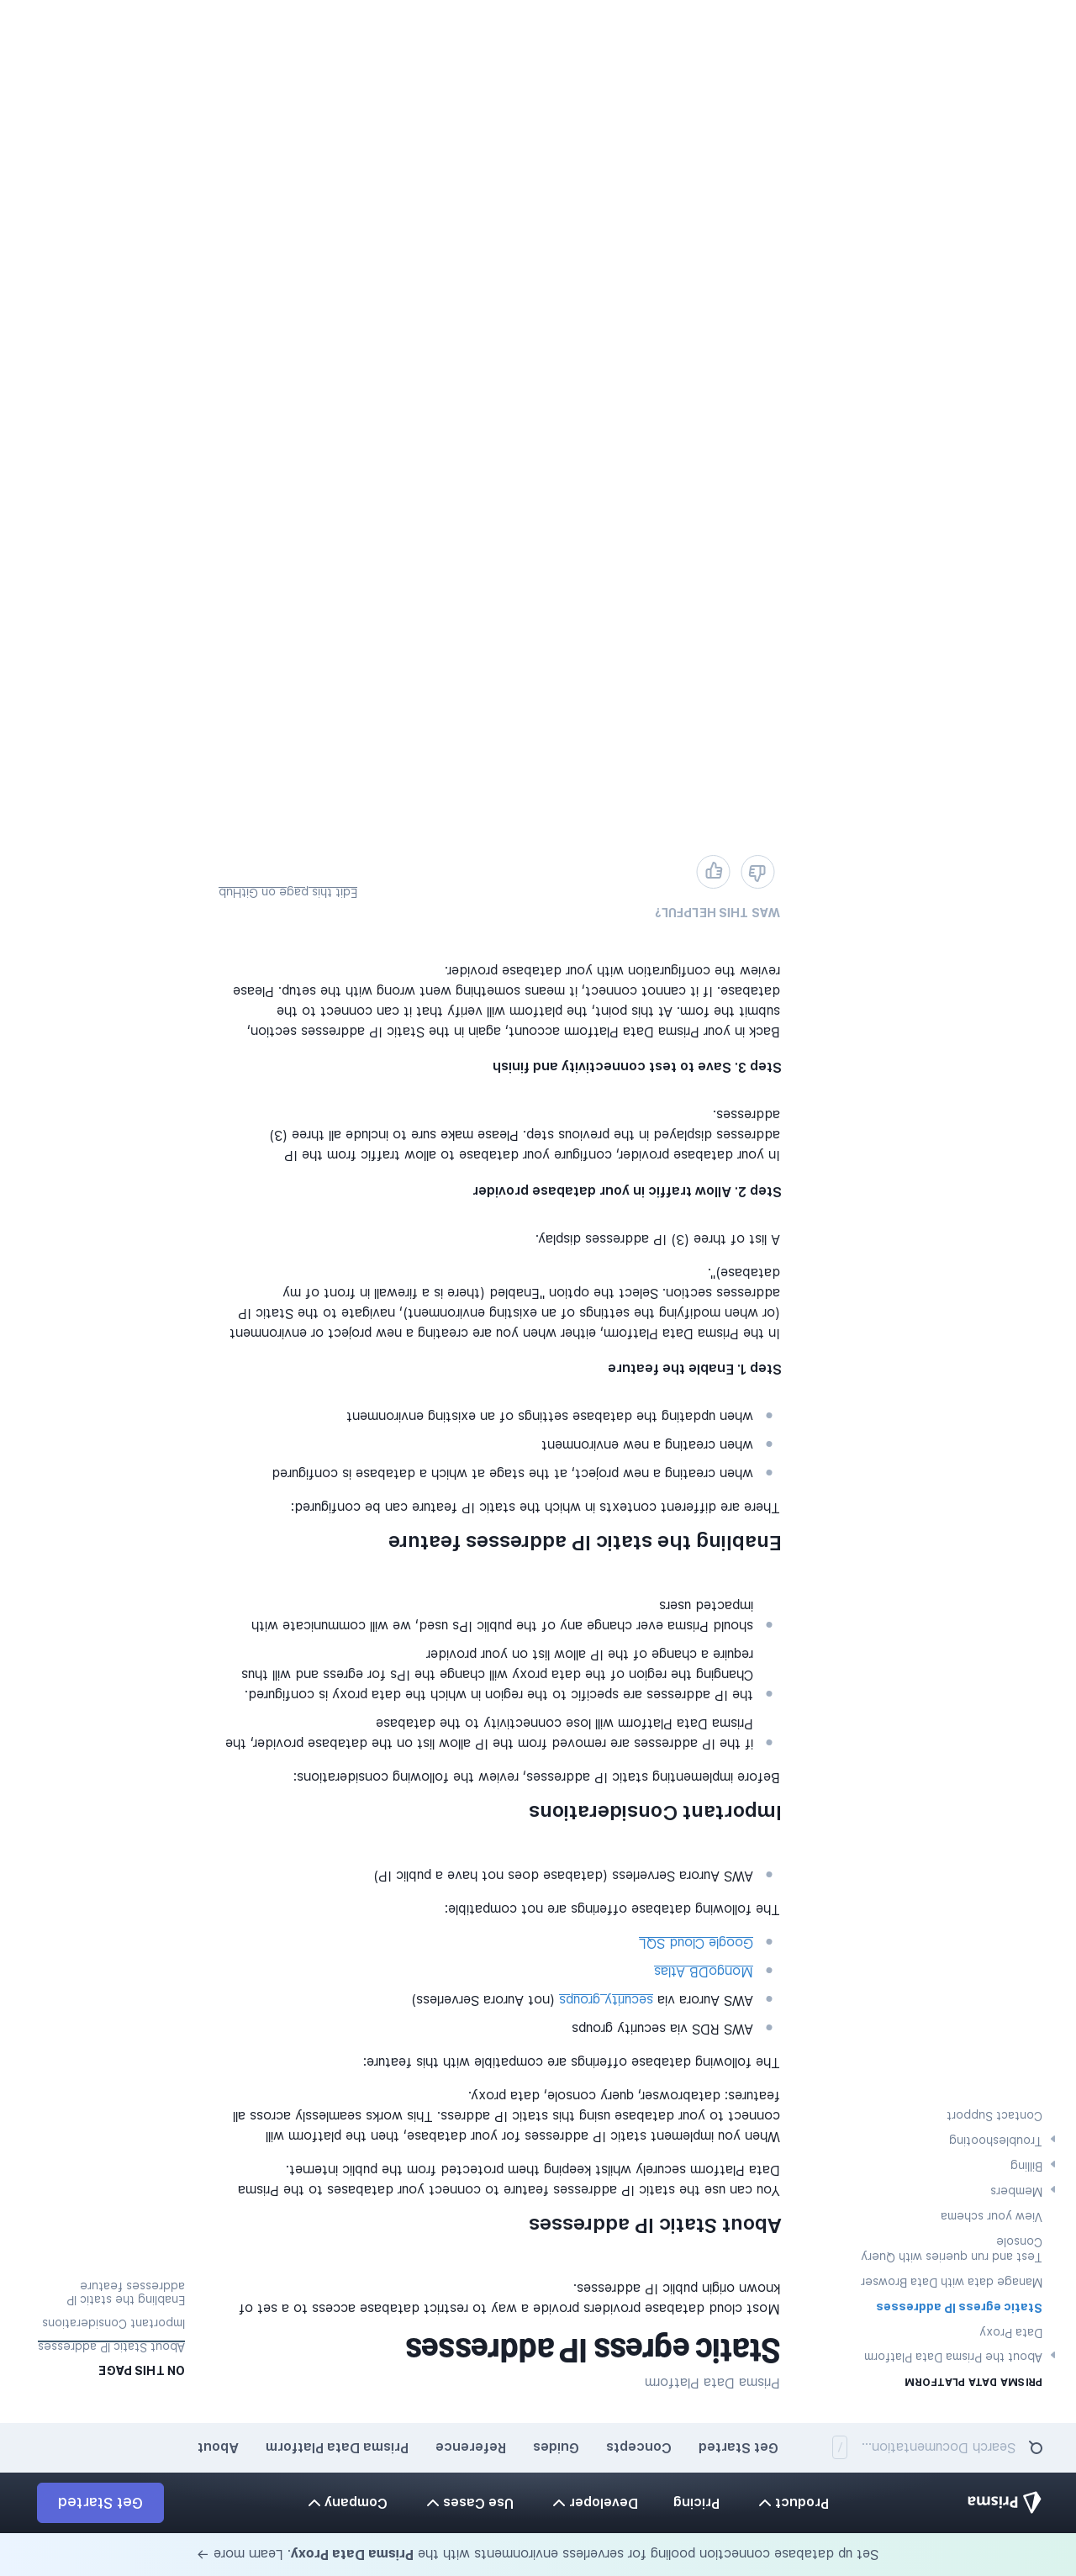 Set up database connection pooling for serverless environments with the Prisma Data Proxy. Learn more →
Prisma
Product
Pricing
Developer
Use Cases
Company
Get Started
Search Documentation...
/
Get Started
Concepts
Guides
Reference
Prisma Data Platform
About
PRISMA DATA PLATFORM
About the Prisma Data Platform
Data Proxy
Static egress IP addresses
Manage data with Data Browser
Test and run queries with Query
Console
View your schema
Members
Billing
Troubleshooting
Contact Support
Prisma Data Platform
Static egress IP addresses
Most cloud database providers provide a way to restrict database access to a set of
known origin public IP addresses.
About Static IP addresses
You can use the static IP addresses feature to connect your databases to the Prisma
Data Platform securely whilst keeping them protected from the public internet.
When you implement static IP addresses for your database, then the platform will
connect to your database using this static IP address. This works seamlessly across all
features: databrowser, query console, data proxy.
The following database offerings are compatible with this feature:
AWS RDS via security groups
AWS Aurora via security groups (not Aurora Serverless)
MongoDB Atlas
Google Cloud SQL
The following database offerings are not compatible:
AWS Aurora Serverless (database does not have a public IP)
Important Considerations
Before implementing static IP addresses, review the following considerations:
if the IP addresses are removed from the IP allow list on the database provider, the
Prisma Data Platform will lose connectivity to the database
the IP addresses are specific to the region in which the data proxy is configured.
Changing the region of the data proxy will change the IPs for egress and will thus
require a change of the IP allow list on your provider
should Prisma ever change any of the public IPs used, we will communicate with
impacted users
Enabling the static IP addresses feature
There are different contexts in which the static IP feature can be configured:
when creating a new project, at the stage at which a database is configured
when creating a new environment
when updating the database settings of an existing environment
Step 1. Enable the feature
In the Prisma Data Platform, either when you are creating a new project or environment
(or when modifying the settings of an existing environment), navigate to the Static IP
addresses section. Select the option "Enabled (there is a firewall in front of my
database)".
A list of three (3) IP addresses display.
Step 2. Allow traffic in your database provider
In your database provider, configure your database to allow traffic from the IP
addresses displayed in the previous step. Please make sure to include all three (3)
addresses.
Step 3. Save to test connectivity and finish
Back in your Prisma Data Platform account, again in the Static IP addresses section,
submit the form. At this point, the platform will verify that it can connect to the
database. If it cannot connect, it means something went wrong with the setup. Please
review the configuration with your database provider.
WAS THIS HELPFUL?
Edit this page on GitHub
ON THIS PAGE
About Static IP addresses
Important Considerations
Enabling the static IP
addresses feature